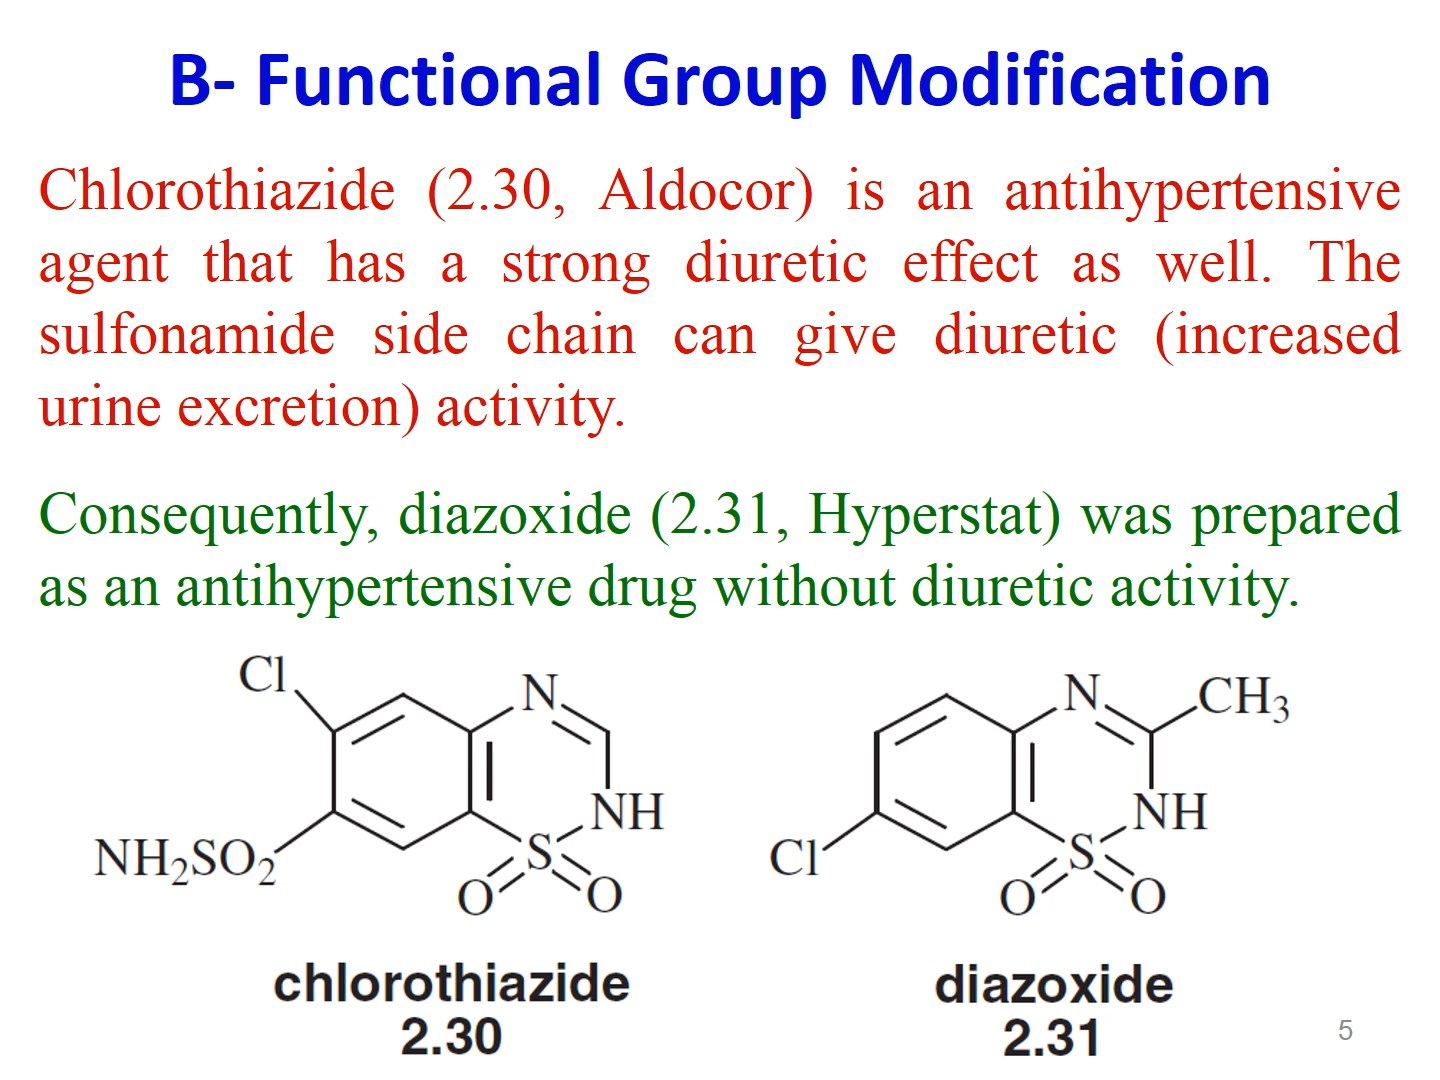 B- Functional Group Modification
Chlorothiazide (2.30, Aldocor) is an antihypertensive
agent that has a strong diuretic effect as well. The
sulfonamide side chain can give diuretic (increased
urine excretion) activity.
Consequently, diazoxide (2.31, Hyperstat) was prepared
as an antihypertensive drug without diuretic activity.
Cl
N
NH
NH₂SO₂
S
O
O
N
CH₃
NH
Cl
S
O
O
chlorothiazide
2.30
diazoxide
2.31
5